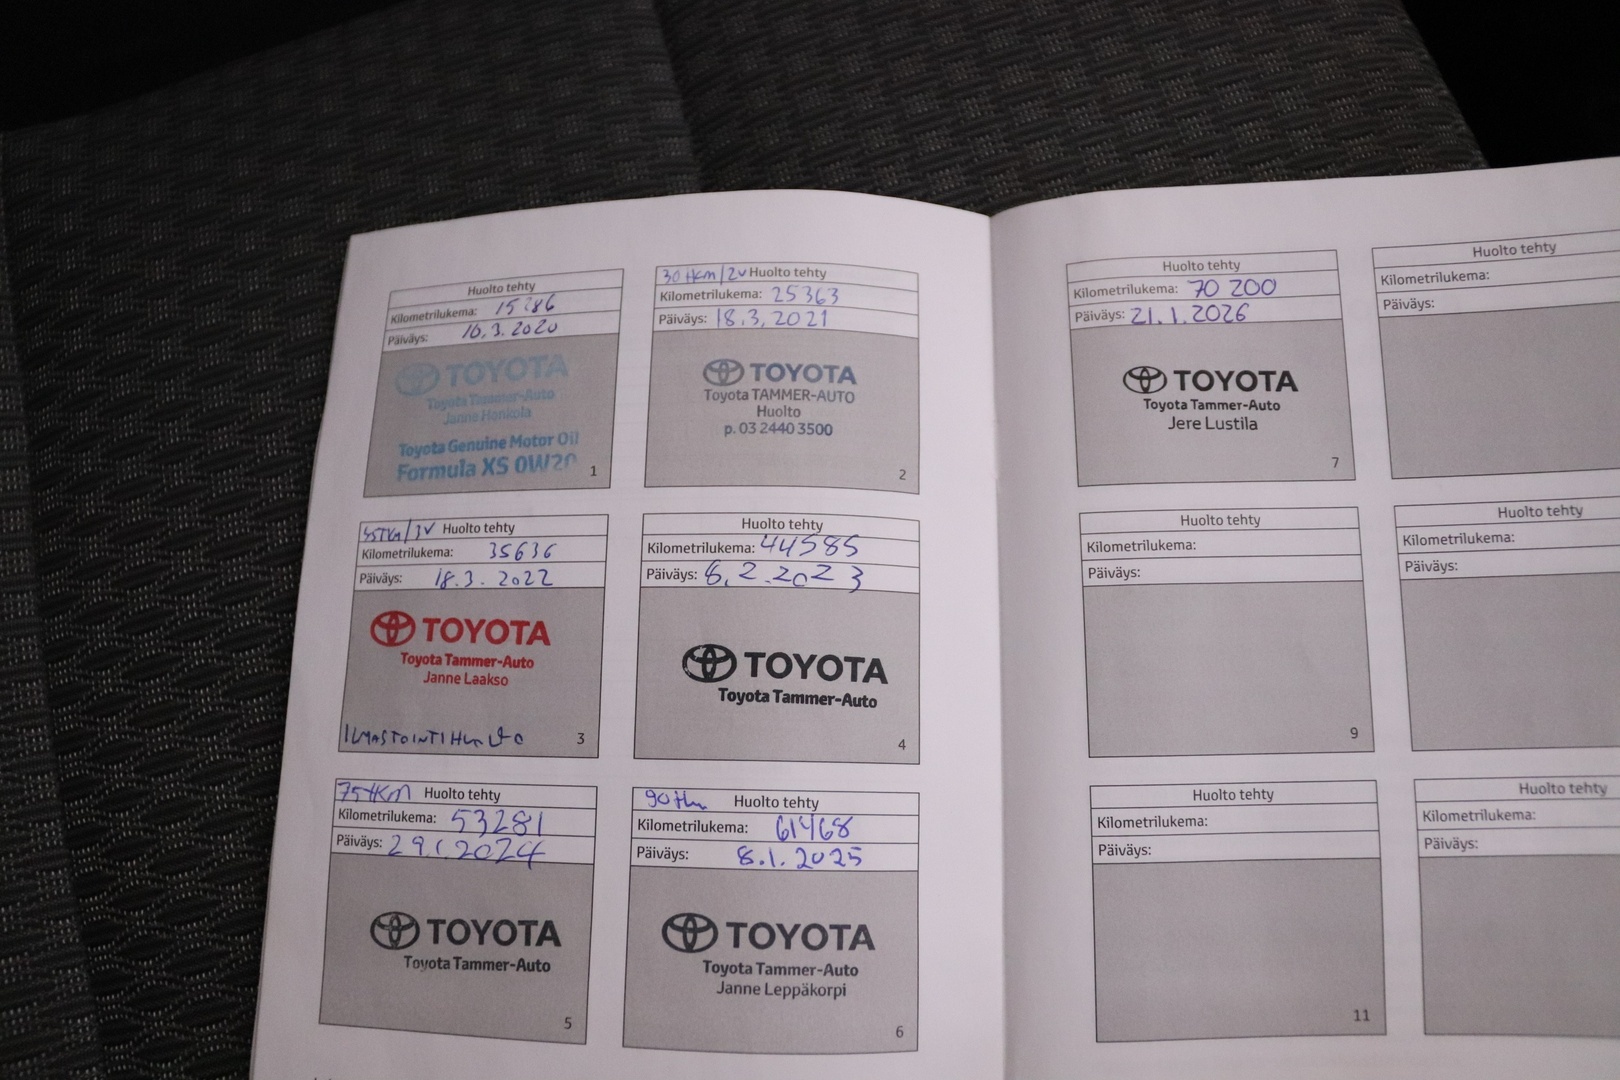 Huolto tehty
Kilometrilukema: 15286
Päiväys: 16.3.2020
TOYOTA
Toyota Tammer-Auto
Janne Honkola
Toyota Genuine Motor Oil
Formula XS 0W20
1
30 tkm/2v Huolto tehty
Kilometrilukema: 25363
Päiväys: 18.3.2021
TOYOTA
Toyota TAMMER-AUTO
Huolto
p. 03 2440 3500
2
45Tkm/3V Huolto tehty
Kilometrilukema: 35636
Päiväys: 18.3.2022
TOYOTA
Toyota Tammer-Auto
Janne Laakso
3
Huolto tehty
Kilometrilukema: 44585
Päiväys: 8.2.2023
TOYOTA
Toyota Tammer-Auto
4
75tKM Huolto tehty
Kilometrilukema: 53281
Päiväys: 29.1.2024
TOYOTA
Toyota Tammer-Auto
5
90tkm Huolto tehty
Kilometrilukema: 61468
Päiväys: 8.1.2025
TOYOTA
Toyota Tammer-Auto
Janne Leppäkorpi
6
Huolto tehty
Kilometrilukema: 70 200
Päiväys: 21.1.2026
TOYOTA
Toyota Tammer-Auto
Jere Lustila
7
Huolto tehty
Kilometrilukema:
Päiväys:
Huolto tehty
Kilometrilukema:
Päiväys:
9
Huolto tehty
Kilometrilukema:
Päiväys:
Huolto tehty
Kilometrilukema:
Päiväys:
11
Huolto tehty
Kilometrilukema:
Päiväys: